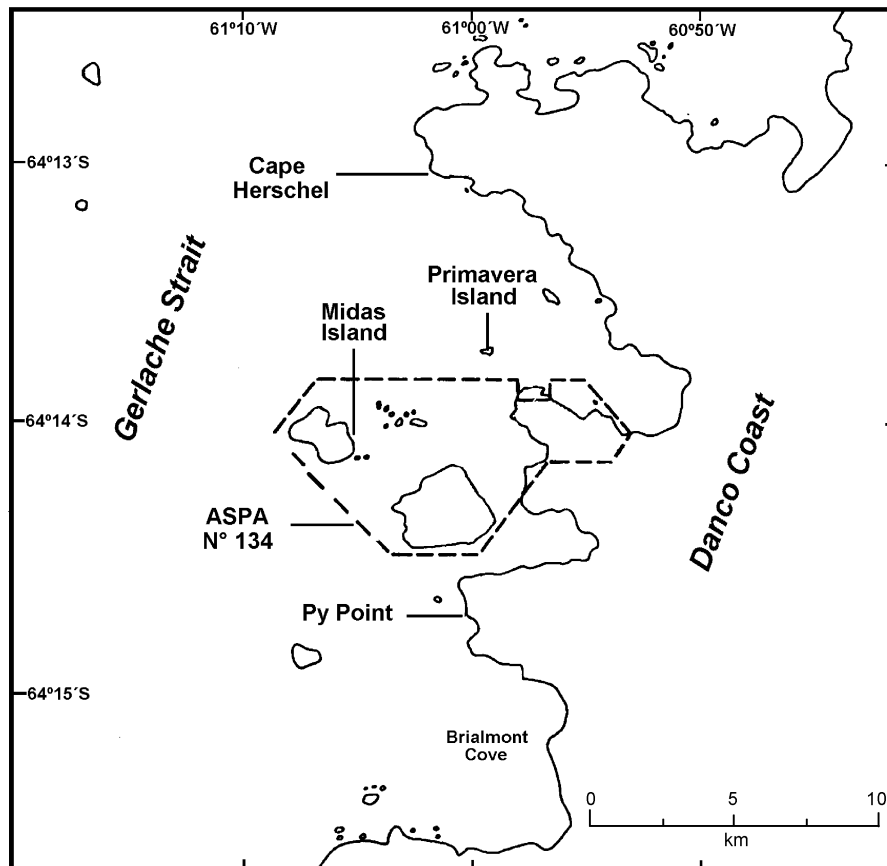 61º10´W
61º00´W
60º50´W
64º13´S
Cape
Herschel
Gerlache Strait
Primavera
Island
Midas
Island
64º14´S
Danco Coast
ASPA
N° 134
Py Point
64º15´S
Brialmont
Cove
0 5 10
km